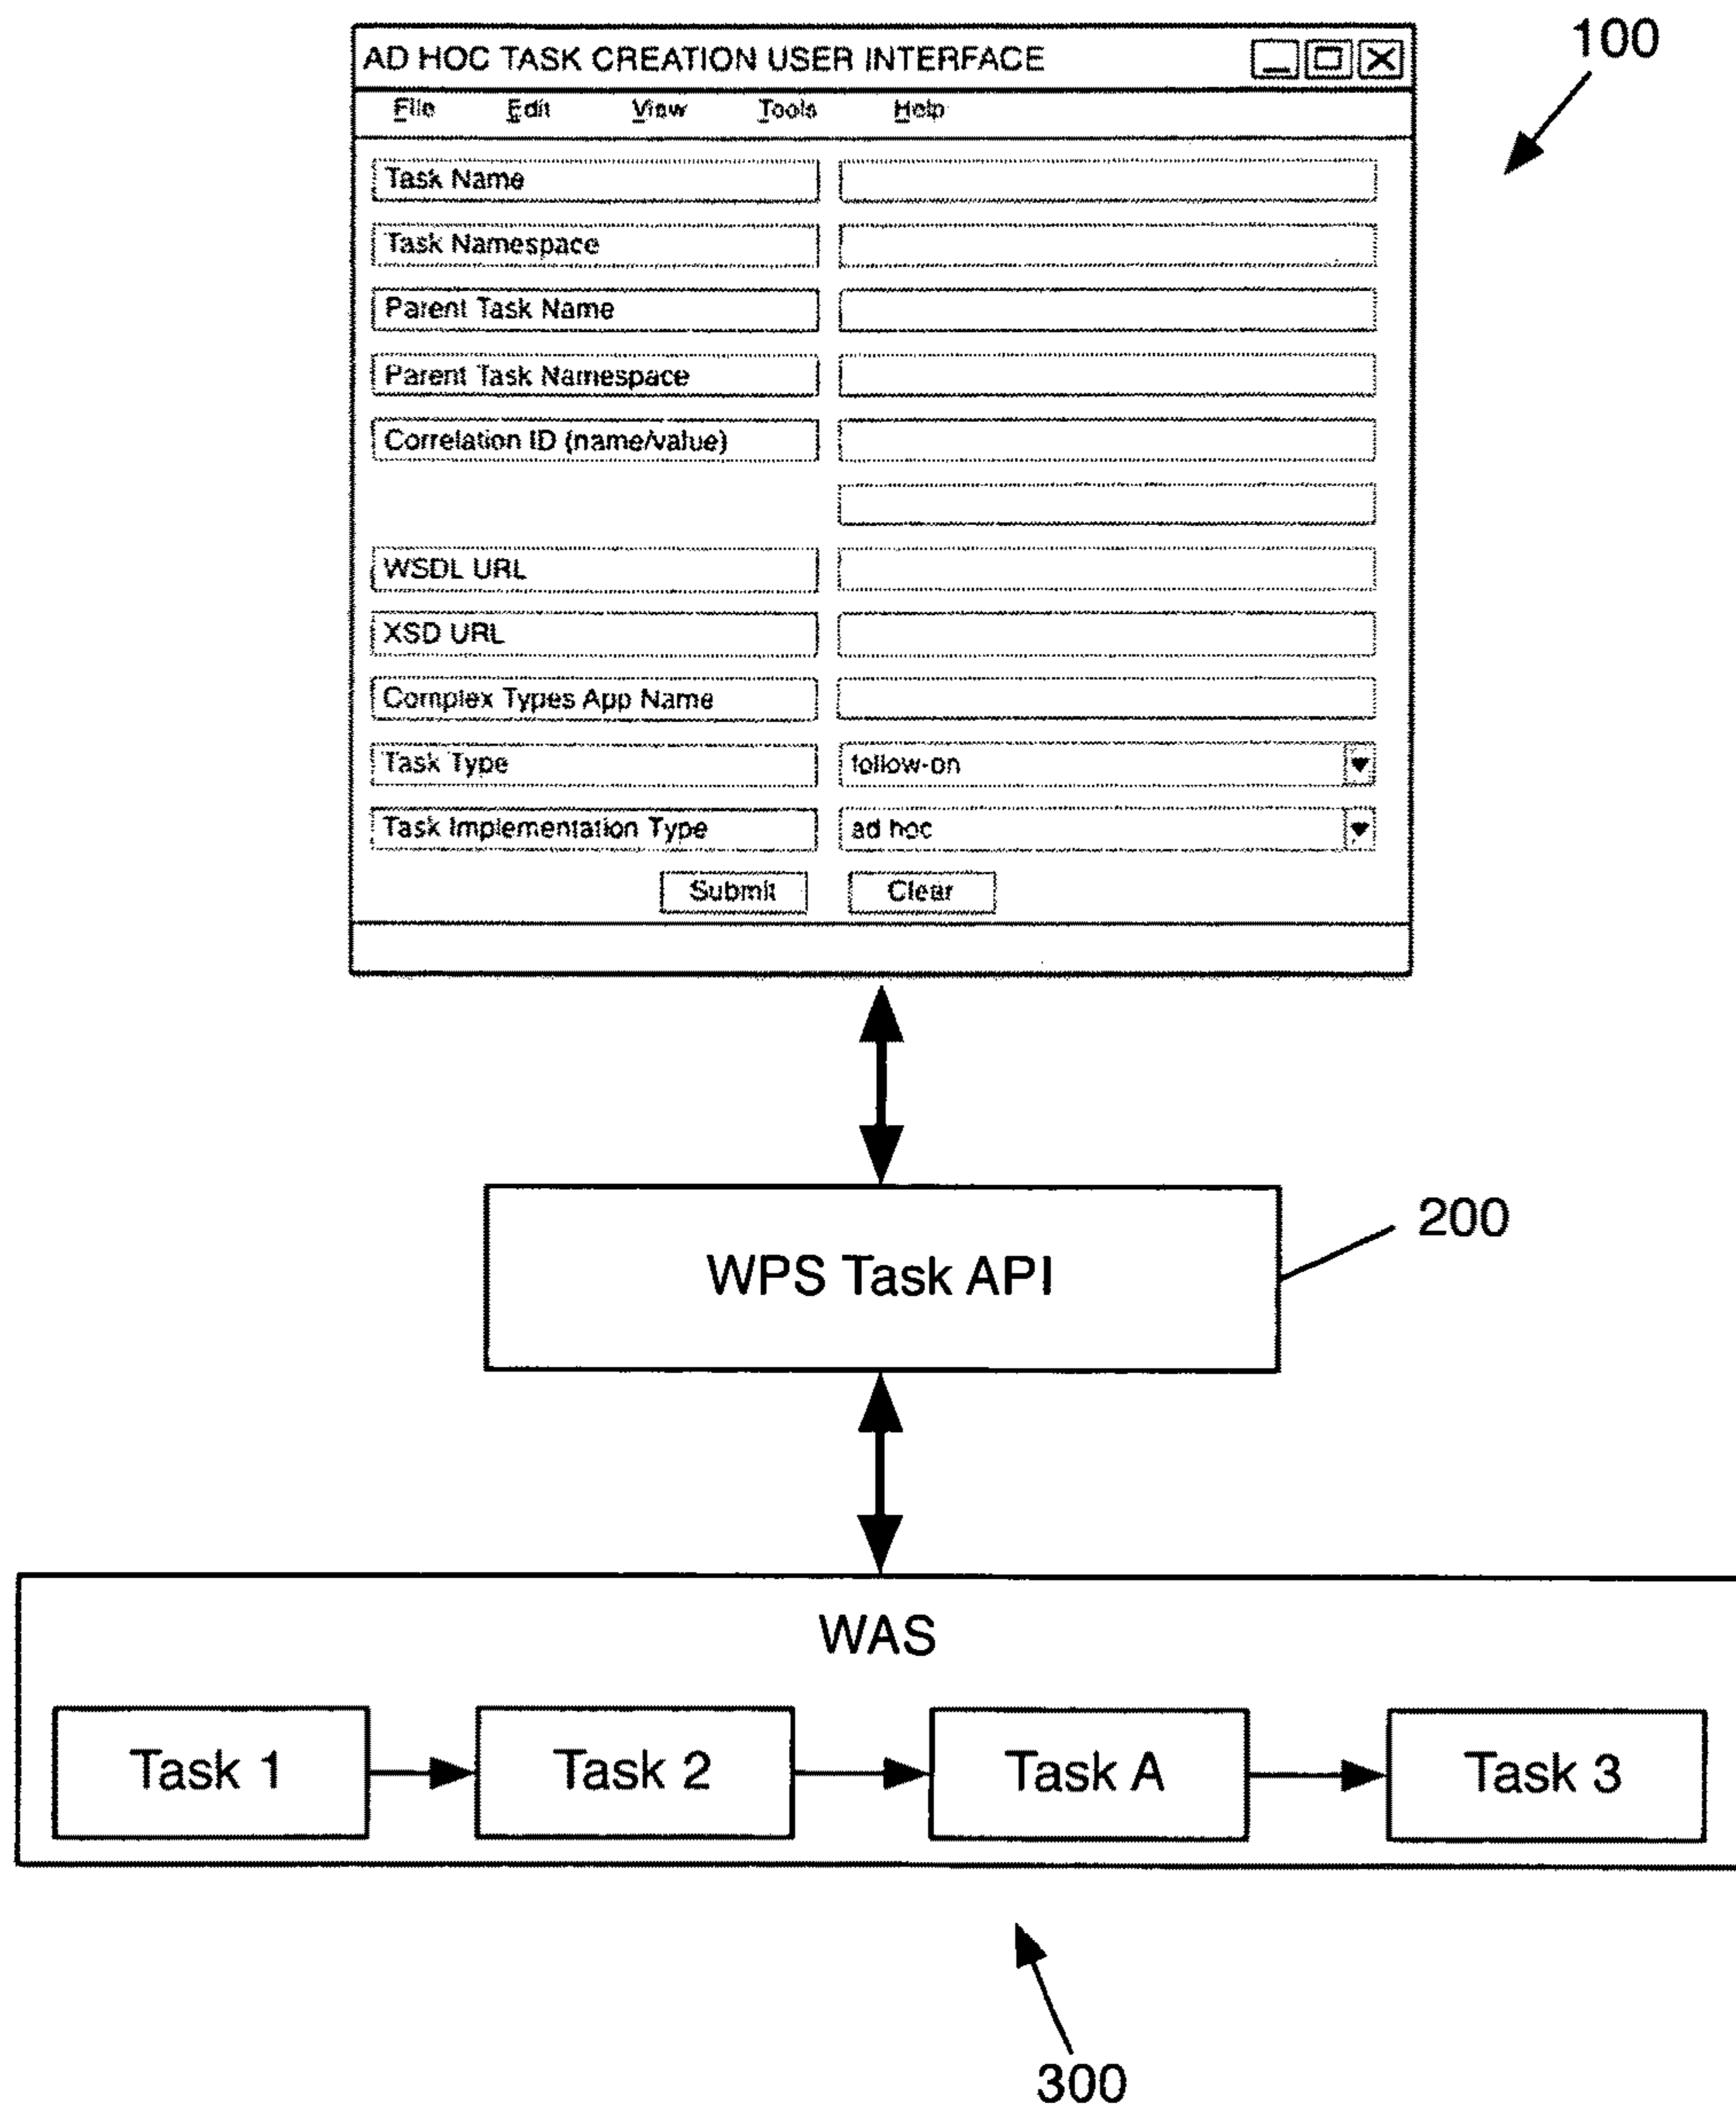 100
AD HOC TASK CREATION USER INTERFACE
File Edit View Tools Help
Task Name
Task Namespace
Parent Task Name
Parent Task Namespace
Correlation ID (name/value)
WSDL URL
XSD URL
Complex Types App Name
Task Type follow-on
Task Implementation Type ad hoc
Submit Clear
WPS Task API
200
WAS
Task 1 Task 2 Task A Task 3
300